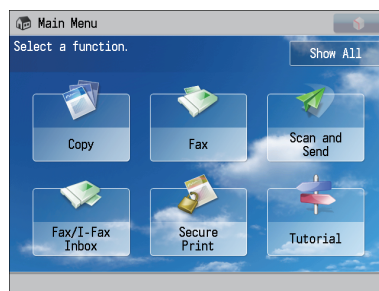 Main Menu
Select a function.
Show All
Copy
Fax
Scan and
Send
Fax/I-Fax
Inbox
Secure
Print
Tutorial